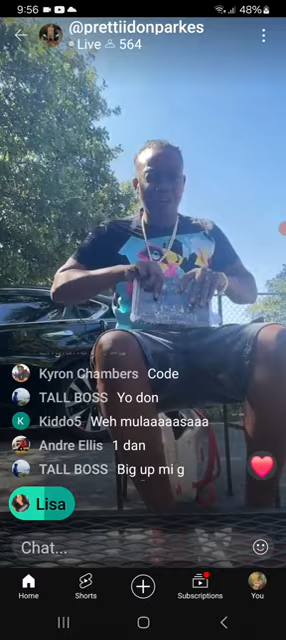 9:56 48%
@prettiidonparkes
Live 564
Kyron Chambers Code
TALL BOSS Yo don
K Kiddo5 Weh mulaaaaasaaa
Andre Ellis 1 dan
TALL BOSS Big up mi g
Lisa
Chat...
Home Shorts Subscriptions You